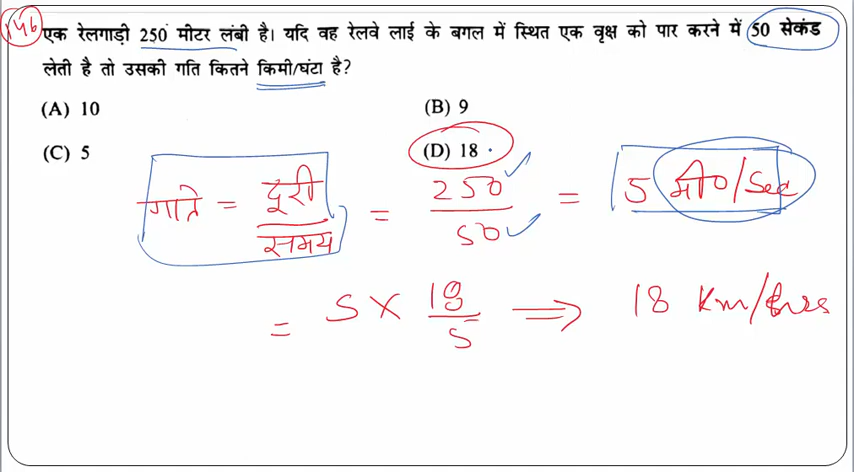 146 एक रेलगाड़ी 250 मीटर लंबी है। यदि वह रेलवे लाई के बगल में स्थित एक वृक्ष को पार करने में 50 सेकंड
लेती है तो उसकी गति कितने किमी/घंटा है?
(A) 10 (B) 9
(C) 5 (D) 18
गति = दूरी/समय = 250/50 = 5 मी०/Sec
= 5 × 18/5 ⇒ 18 Km/hrs